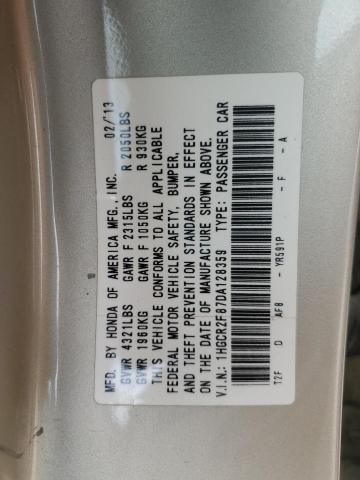 MFD. BY HONDA OF AMERICA MFG., INC. 02/13
GVWR 4321LBS GAWR F 2315LBS R 2050LBS
GVWR 1960KG GAWR F 1050KG R 930KG
THIS VEHICLE CONFORMS TO ALL APPLICABLE
FEDERAL MOTOR VEHICLE SAFETY, BUMPER,
AND THEFT PREVENTION STANDARDS IN EFFECT
ON THE DATE OF MANUFACTURE SHOWN ABOVE.
V.I.N.: 1HGCR2F87DA128359 TYPE: PASSENGER CAR
T2F D AF8 - YR591P - F - A